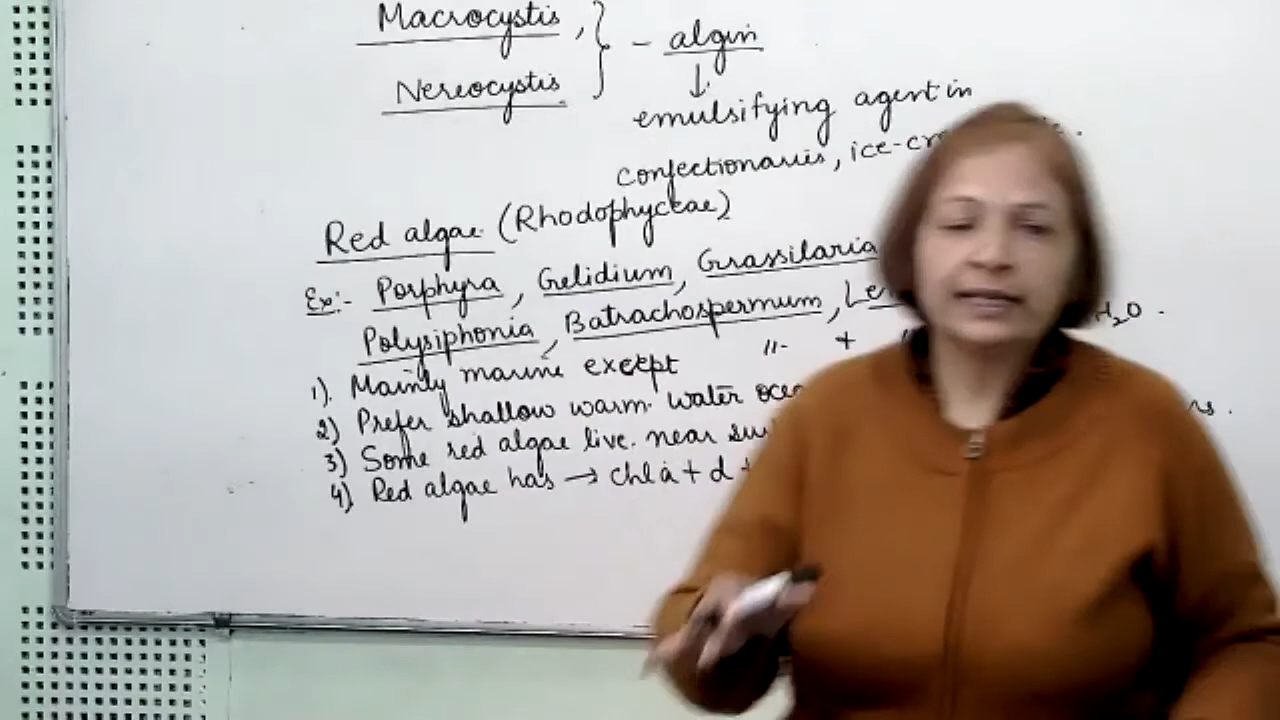 Macrocystis, } - algin
Nereocystis
↓
emulsifying agent in
confectionaries,
Red algae (Rhodophyceae)
Ex:- Porphyra, Gelidium, Grassilaria
Polysiphonia, Batrachospermum,
1). Mainly marine except " + H2O.
2) Prefer shallow warm water
3) Some red algae live near
4) Red algae has → chl a + d +